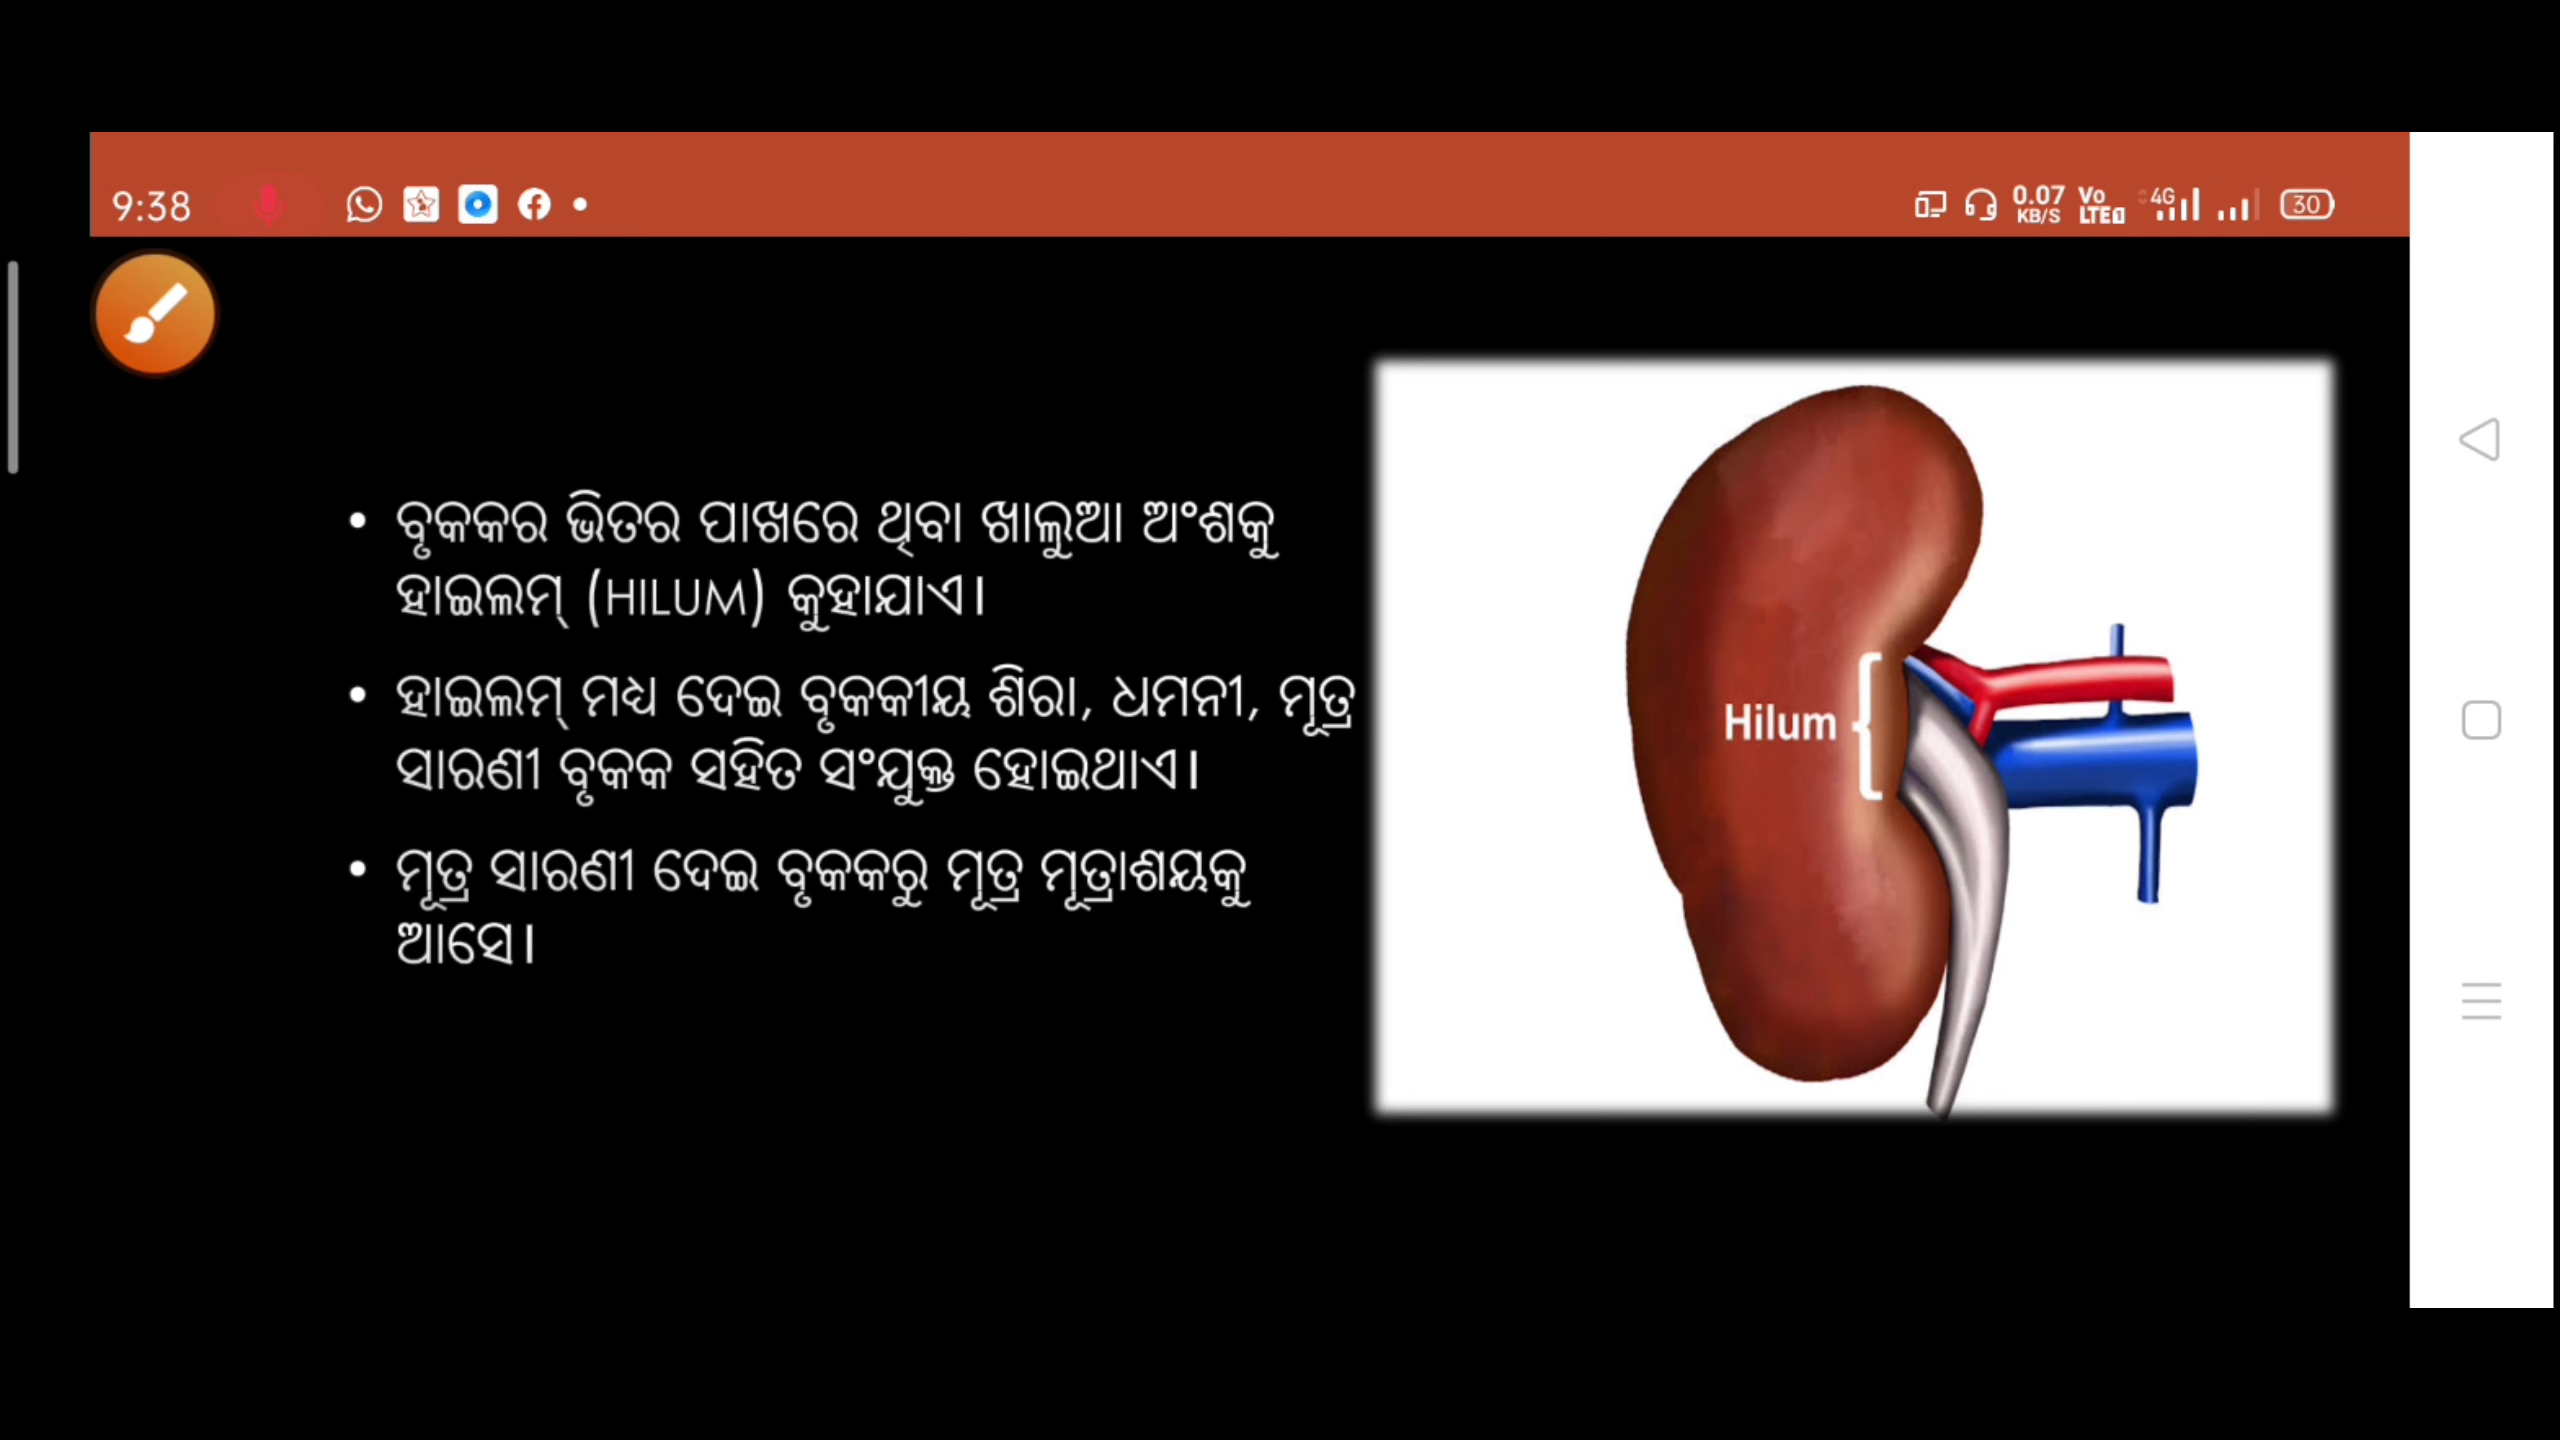 9:38
0.07 KB/S Vo LTE1 4G 30
• ବୃକକର ଭିତର ପାଖରେ ଥିବା ଖାଲୁଆ ଅଂଶକୁ
ହାଇଲମ୍ (HILUM) କୁହାଯାଏ।
• ହାଇଲମ୍ ମଧ୍ୟ ଦେଇ ବୃକକୀୟ ଶିରା, ଧମନୀ, ମୂତ୍ର
ସାରଣୀ ବୃକକ ସହିତ ସଂଯୁକ୍ତ ହୋଇଥାଏ।
• ମୂତ୍ର ସାରଣୀ ଦେଇ ବୃକକରୁ ମୂତ୍ର ମୂତ୍ରାଶୟକୁ
ଆସେ।
Hilum